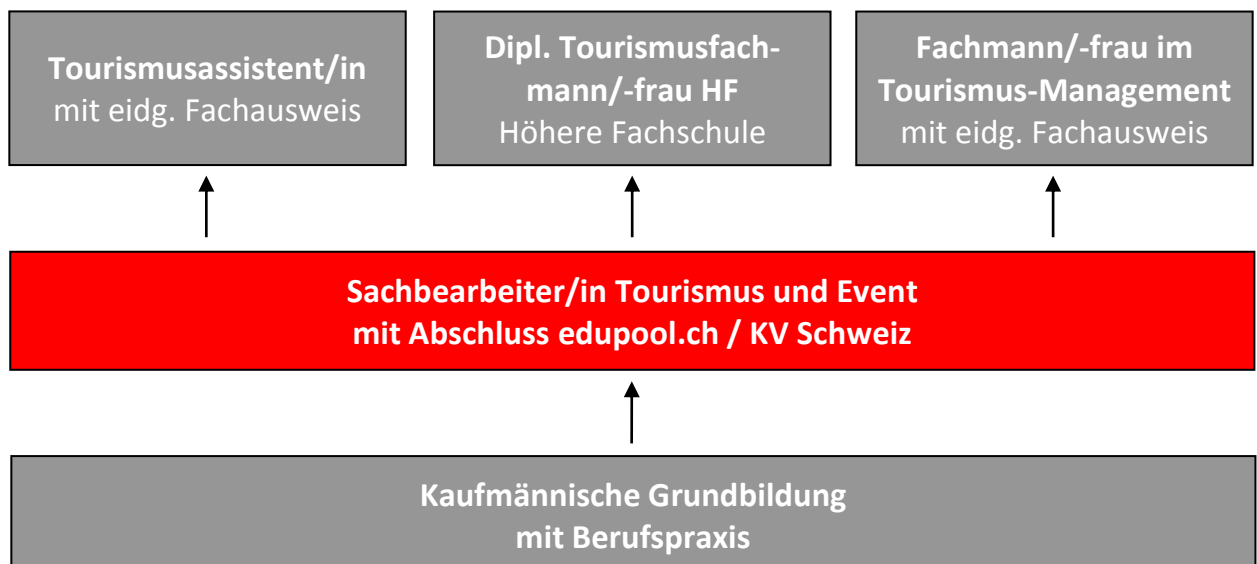 Tourismusassistent/in
mit eidg. Fachausweis
Dipl. Tourismusfach-
mann/-frau HF
Höhere Fachschule
Fachmann/-frau im
Tourismus-Management
mit eidg. Fachausweis
Sachbearbeiter/in Tourismus und Event
mit Abschluss edupool.ch / KV Schweiz
Kaufmännische Grundbildung
mit Berufspraxis